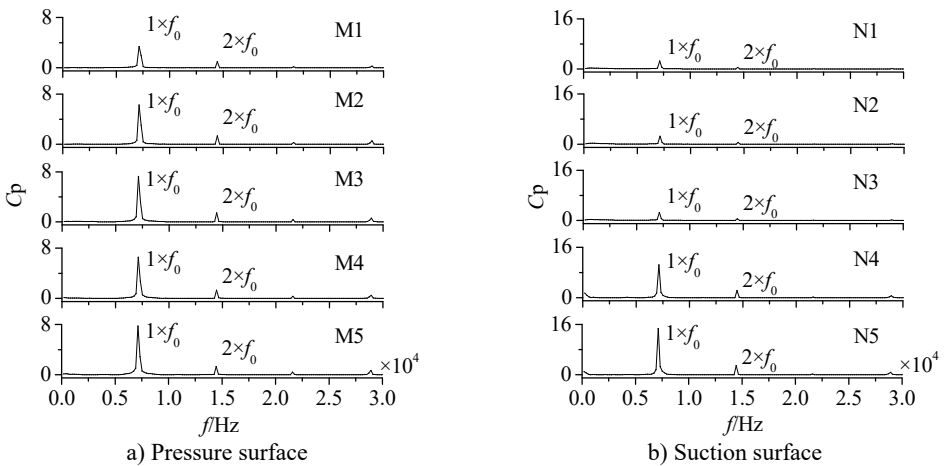 8
1×f₀
2×f₀
M1
0
8
1×f₀
2×f₀
M2
0
8
1×f₀
2×f₀
M3
0
8
1×f₀
2×f₀
M4
0
8
1×f₀
2×f₀
M5
0
×10⁴
Cp
0.0 0.5 1.0 1.5 2.0 2.5 3.0
f/Hz
a) Pressure surface
16
1×f₀
2×f₀
N1
0
16
1×f₀
2×f₀
N2
0
16
1×f₀
2×f₀
N3
0
16
1×f₀
2×f₀
N4
0
16
1×f₀
2×f₀
N5
0
×10⁴
Cp
0.0 0.5 1.0 1.5 2.0 2.5 3.0
f/Hz
b) Suction surface